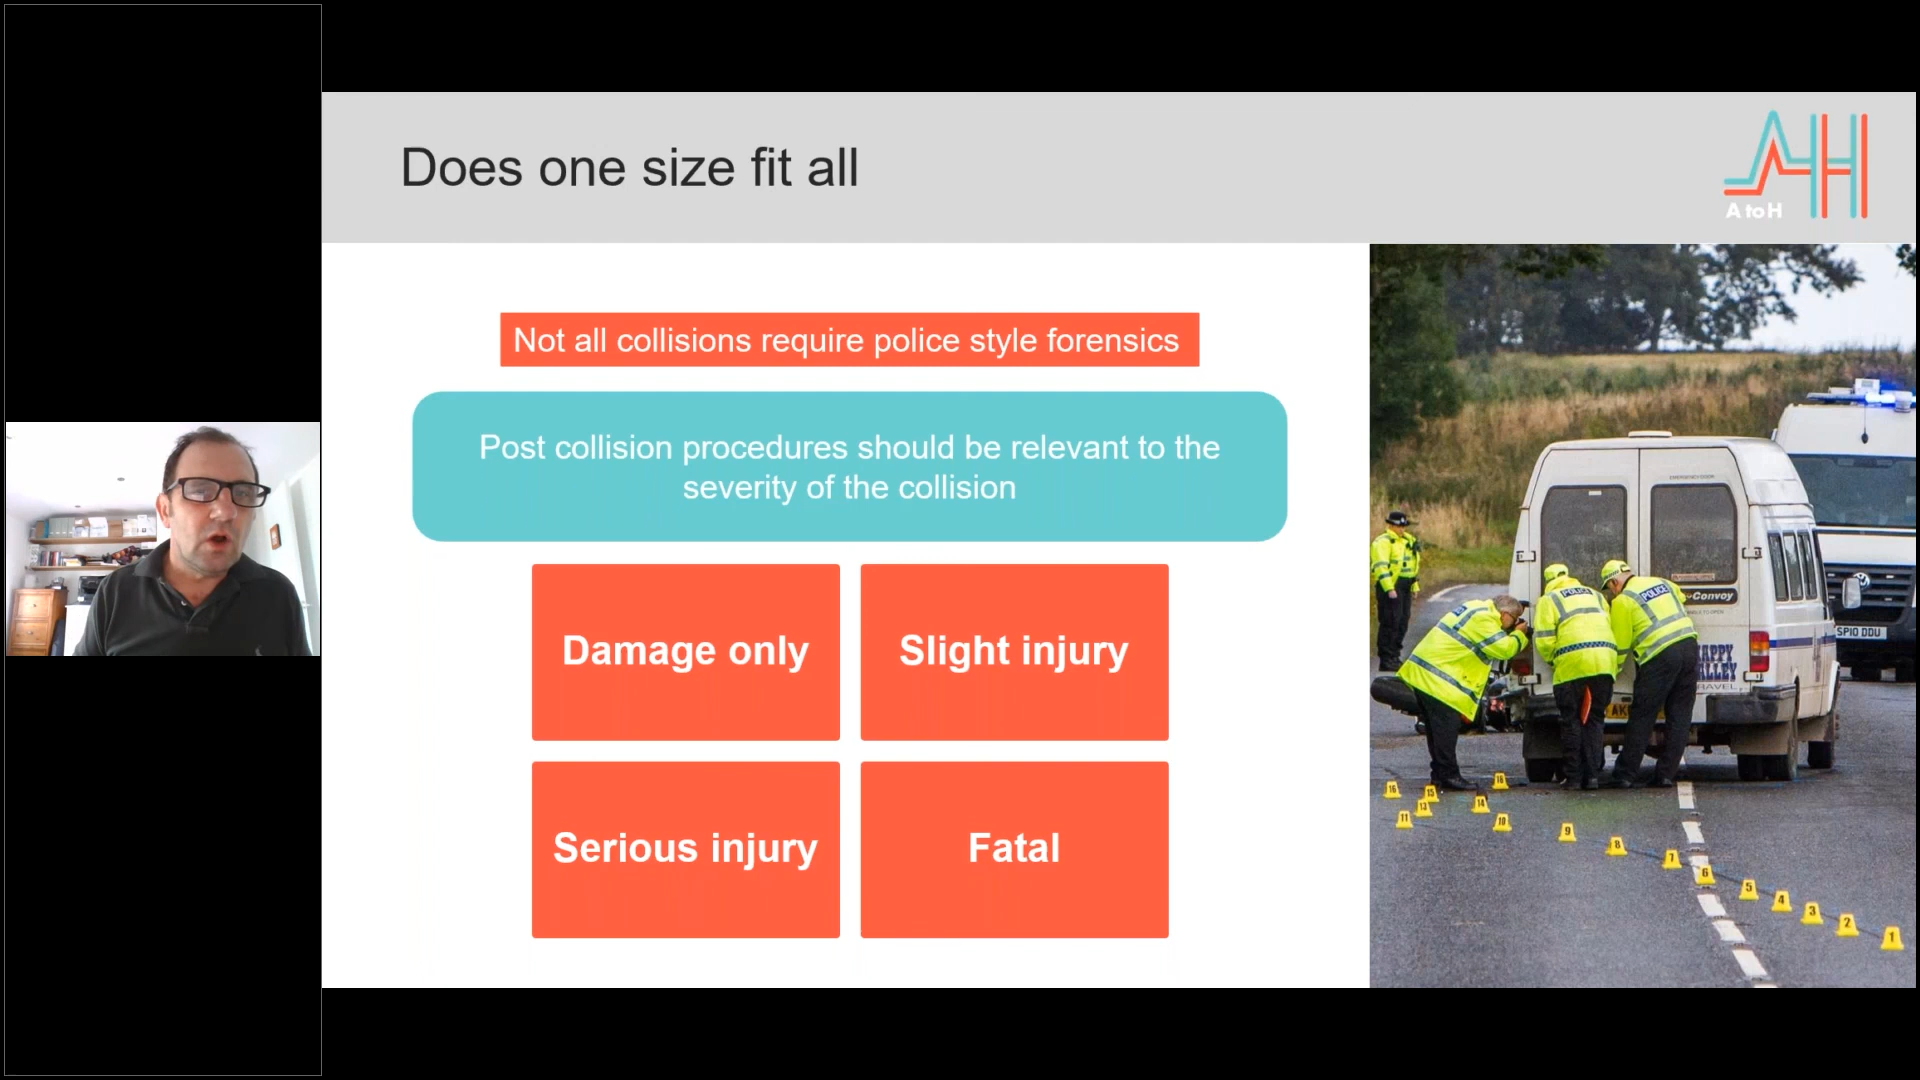 Does one size fit all
A to H
Not all collisions require police style forensics
Post collision procedures should be relevant to the
severity of the collision
Damage only
Slight injury
Serious injury
Fatal
POLICE
POLICE
Convoy
SP10 DDU
16
15
13
11
14
18
10
9
8
7
6
5
4
3
2
1